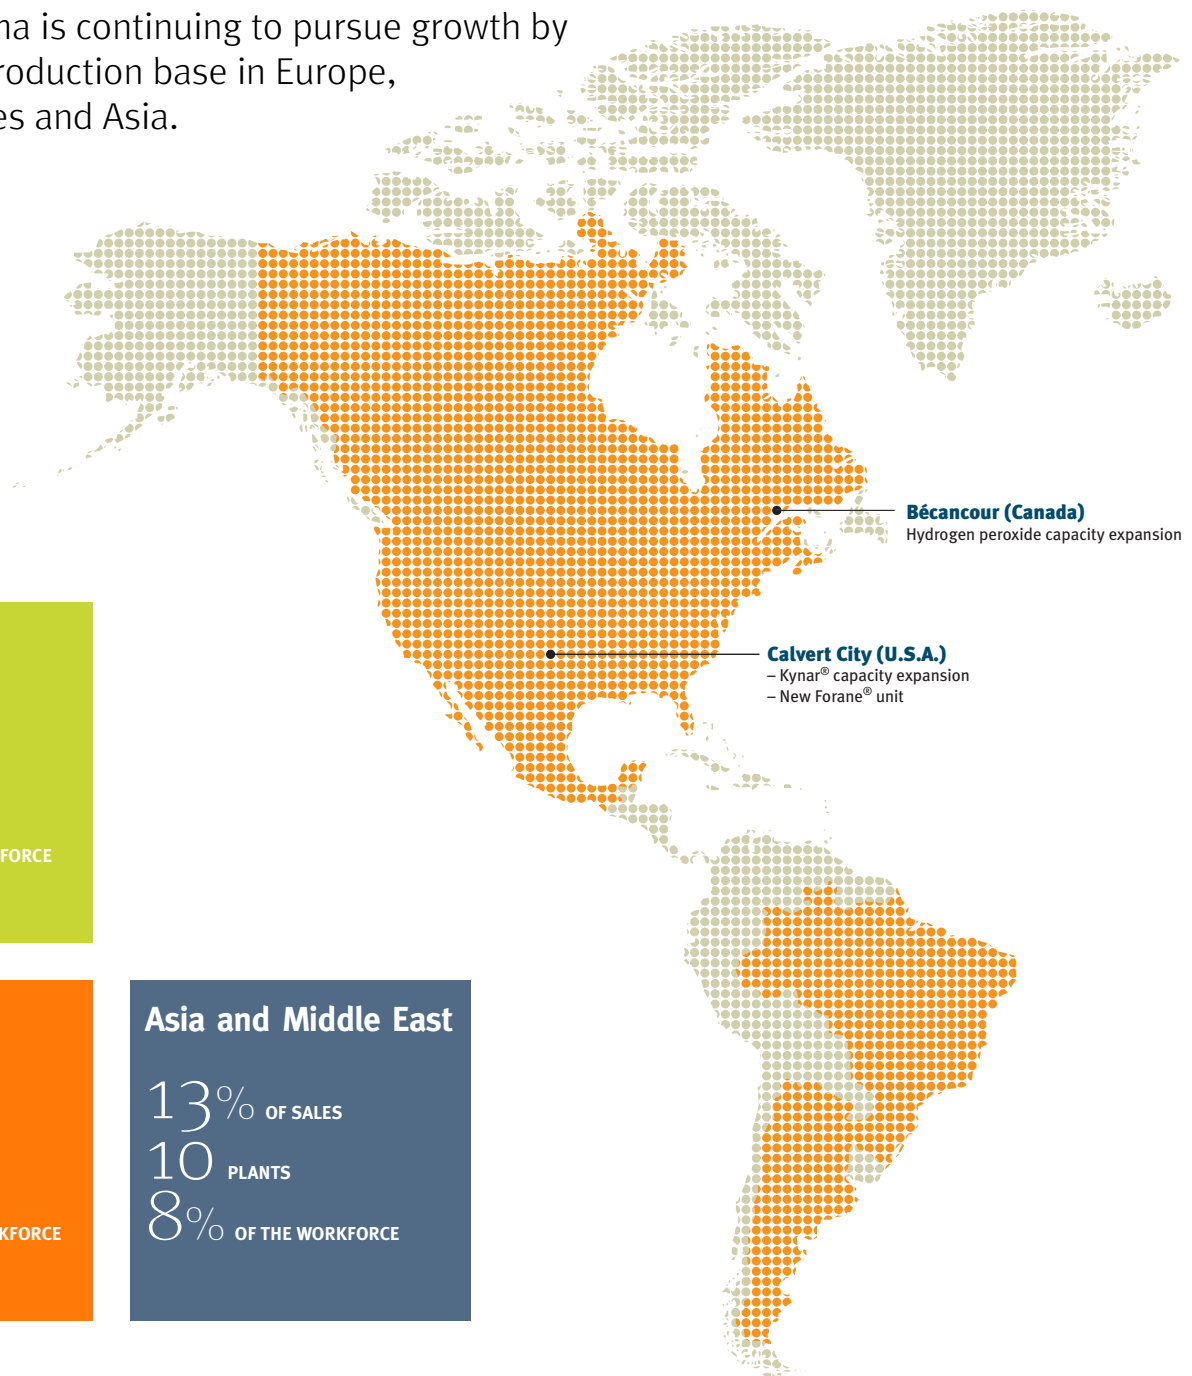 na is continuing to pursue growth by
roduction base in Europe,
es and Asia.
Bécancour (Canada)
Hydrogen peroxide capacity expansion
Calvert City (U.S.A.)
– Kynar® capacity expansion
– New Forane® unit
FORCE
KFORCE
Asia and Middle East
13% OF SALES
10 PLANTS
8% OF THE WORKFORCE